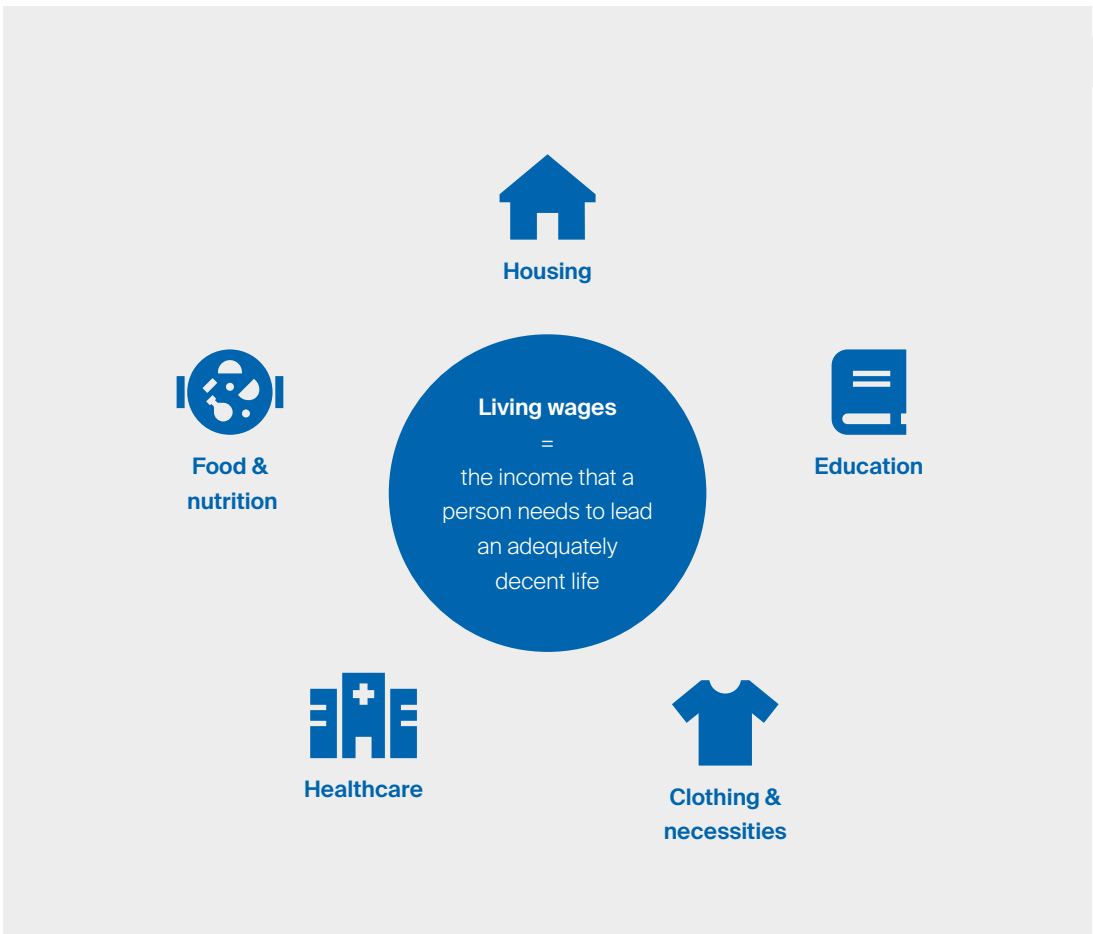 Housing
Living wages
=
the income that a
person needs to lead
an adequately
decent life
Food &
nutrition
Education
Healthcare
Clothing &
necessities